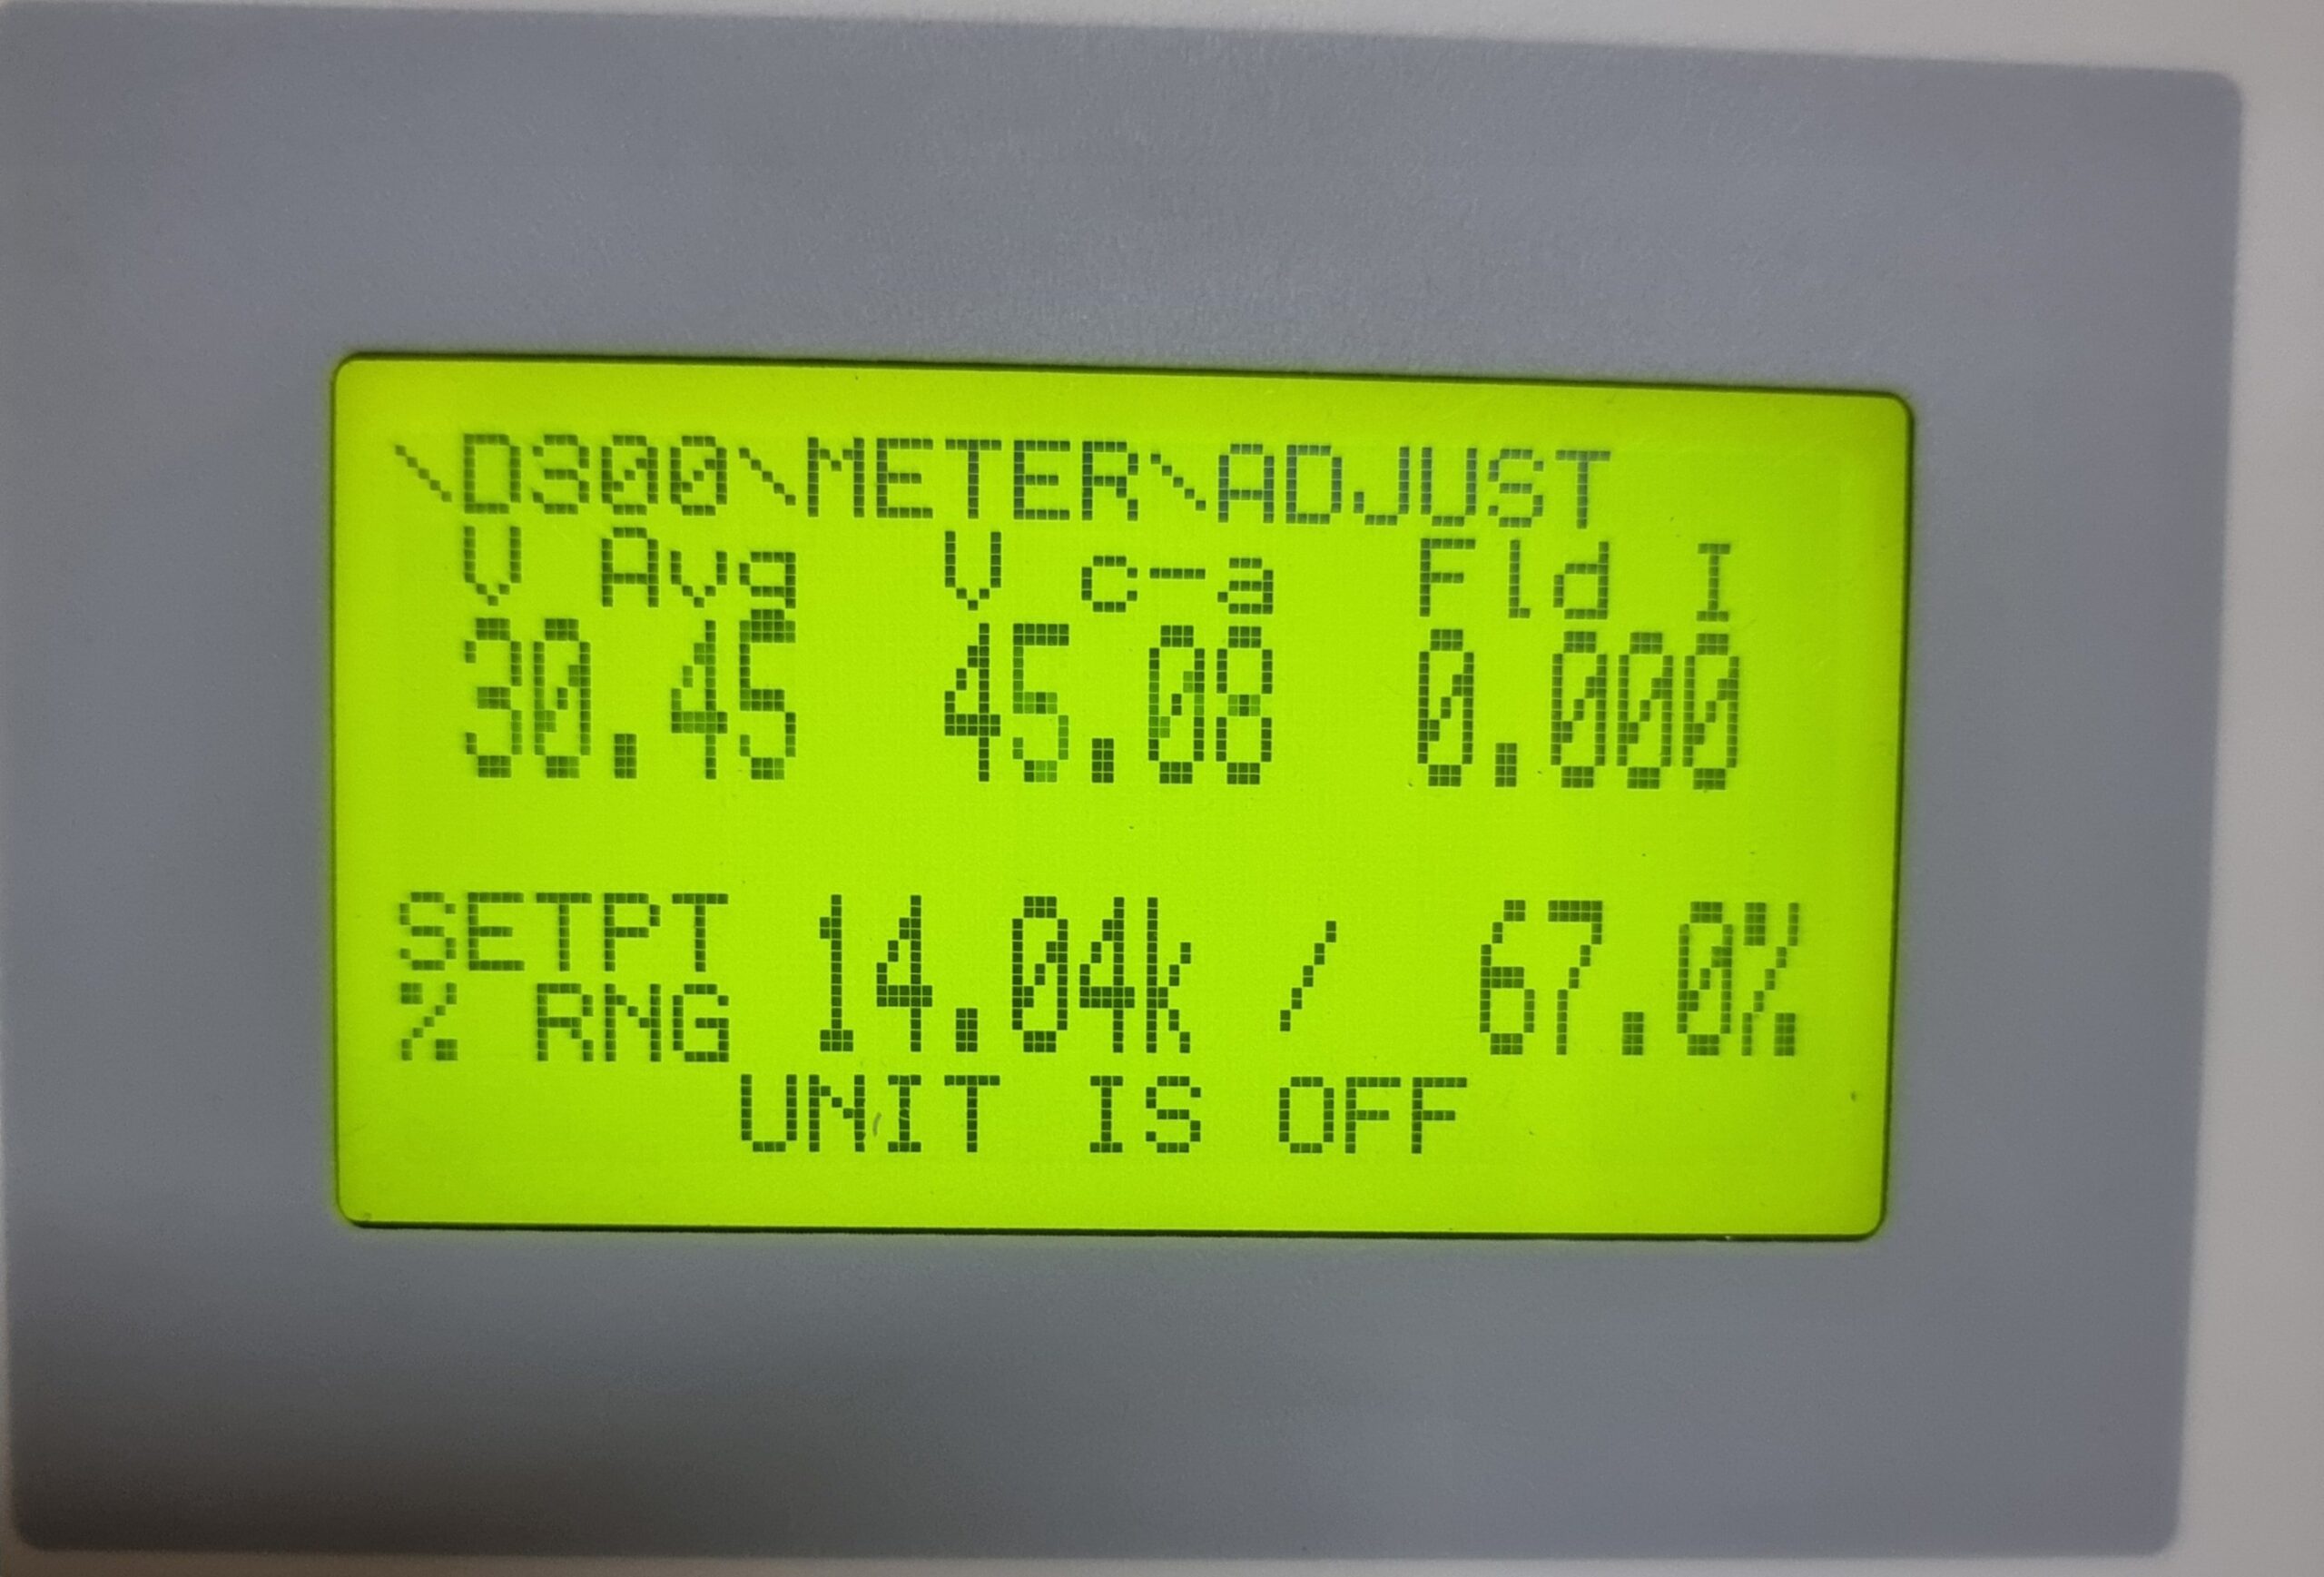 \D300\METER\ADJUST
V Avg V c-a Fld I
30.45 45.08 0.000
SETPT 14.04k / 67.0%
% RNG
UNIT IS OFF